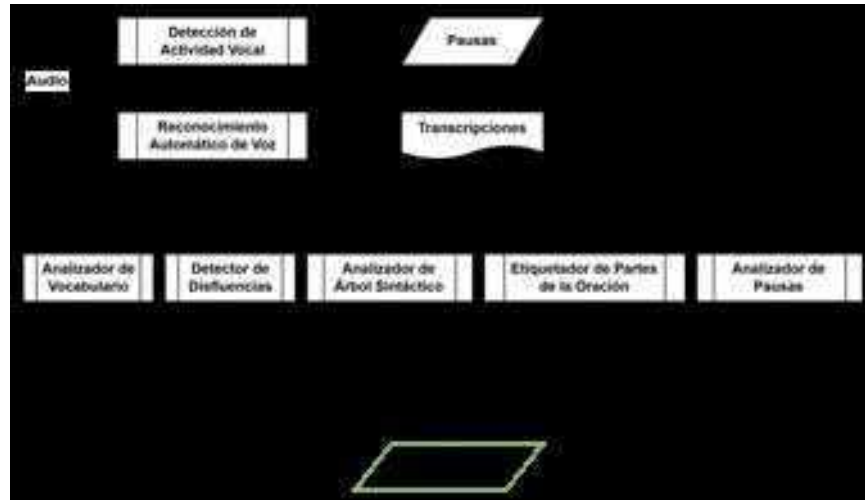 Detección de
Actividad Vocal
Pausas
Audio
Reconocimiento
Automático de Voz
Transcripciones
Analizador de
Vocabulario
Detector de
Disfluencias
Analizador de
Árbol Sintáctico
Etiquetador de Partes
de la Oración
Analizador de
Pausas